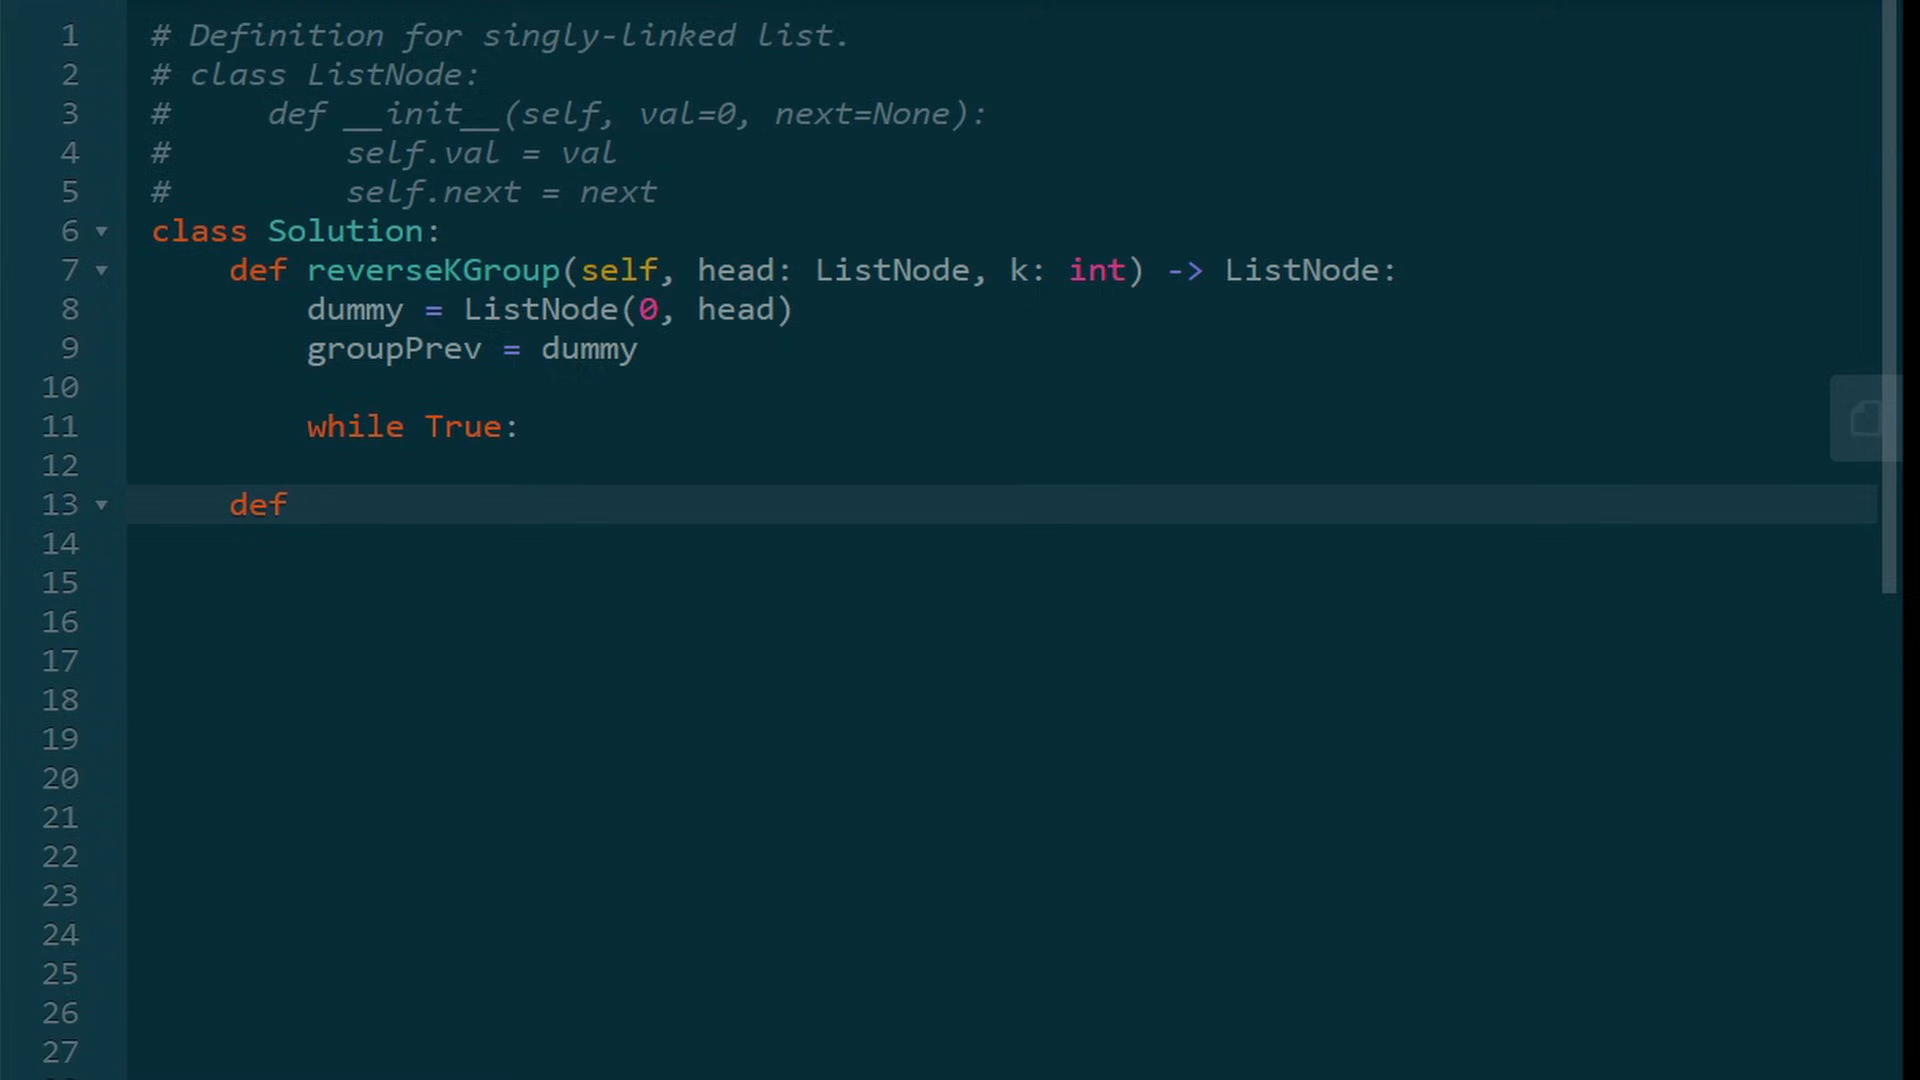 1 # Definition for singly-linked list.
2 # class ListNode:
3 #     def __init__(self, val=0, next=None):
4 #         self.val = val
5 #         self.next = next
6 class Solution:
7     def reverseKGroup(self, head: ListNode, k: int) -> ListNode:
8         dummy = ListNode(0, head)
9         groupPrev = dummy
10
11         while True:
12
13     def
14
15
16
17
18
19
20
21
22
23
24
25
26
27